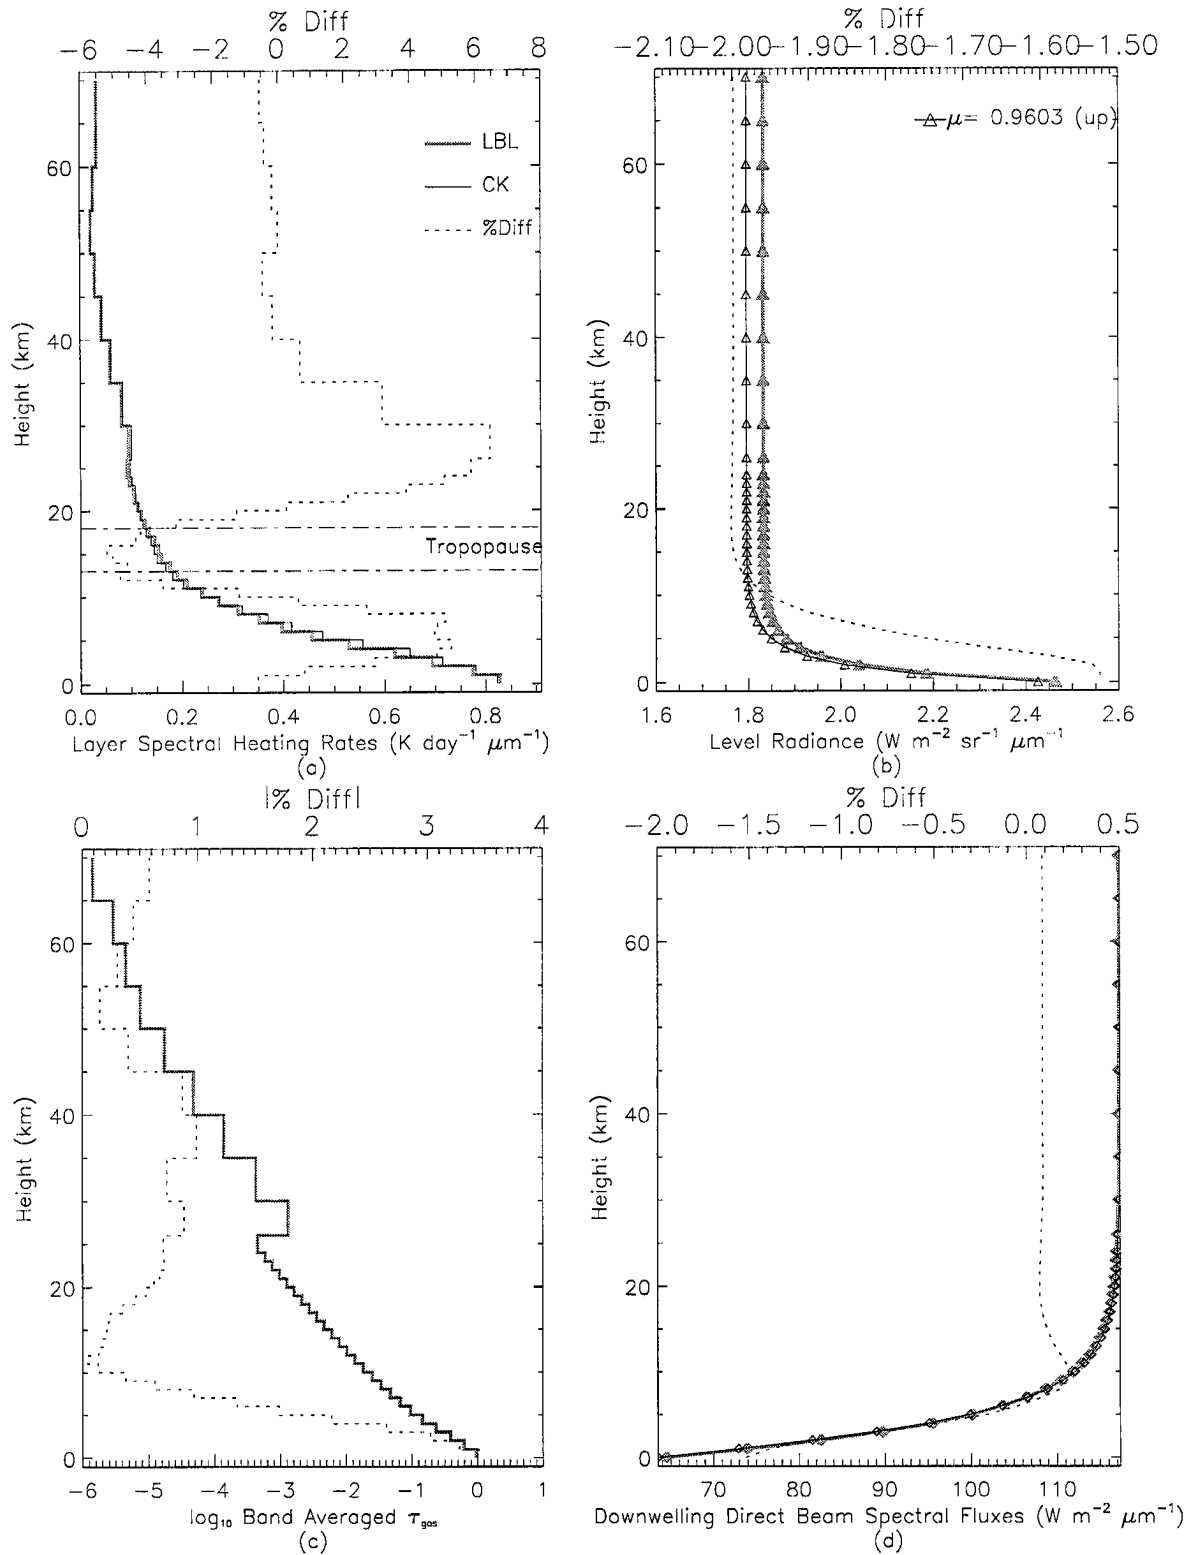 % Diff
−6 −4 −2 0 2 4 6 8
LBL
CK
%Diff
Tropopause
Height (km)
60
40
20
0
0.0 0.2 0.4 0.6 0.8
Layer Spectral Heating Rates (K day⁻¹ μm⁻¹)
(a)
% Diff
−2.10 −2.00 −1.90 −1.80 −1.70 −1.60 −1.50
μ= 0.9603 (up)
Height (km)
60
40
20
0
1.6 1.8 2.0 2.2 2.4 2.6
Level Radiance (W m⁻² sr⁻¹ μm⁻¹
(b)
|% Diff|
0 1 2 3 4
Height (km)
60
40
20
0
−6 −5 −4 −3 −2 −1 0 1
log₁₀ Band Averaged τgas
(c)
% Diff
−2.0 −1.5 −1.0 −0.5 0.0 0.5
Height (km)
60
40
20
0
70 80 90 100 110
Downwelling Direct Beam Spectral Fluxes (W m⁻² μm⁻¹)
(d)